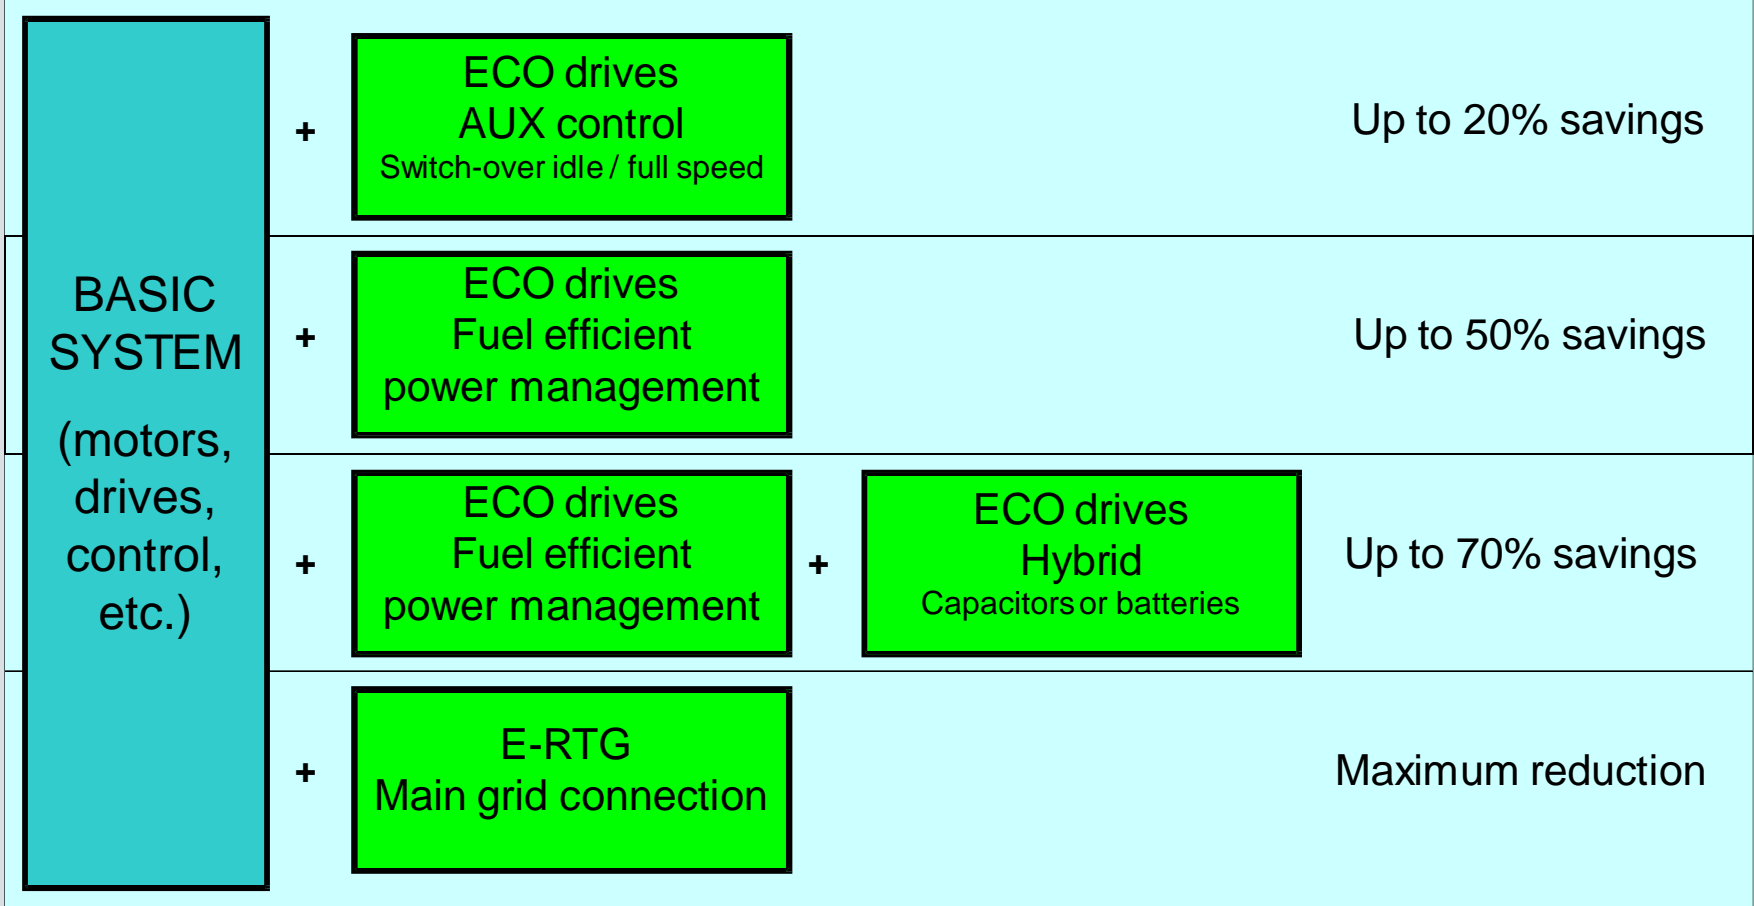 BASIC
SYSTEM
(motors,
drives,
control,
etc.)
+
ECO drives
AUX control
Switch-over idle / full speed
Up to 20% savings
+
ECO drives
Fuel efficient
power management
Up to 50% savings
+
ECO drives
Fuel efficient
power management
+
ECO drives
Hybrid
Capacitors or batteries
Up to 70% savings
+
E-RTG
Main grid connection
Maximum reduction